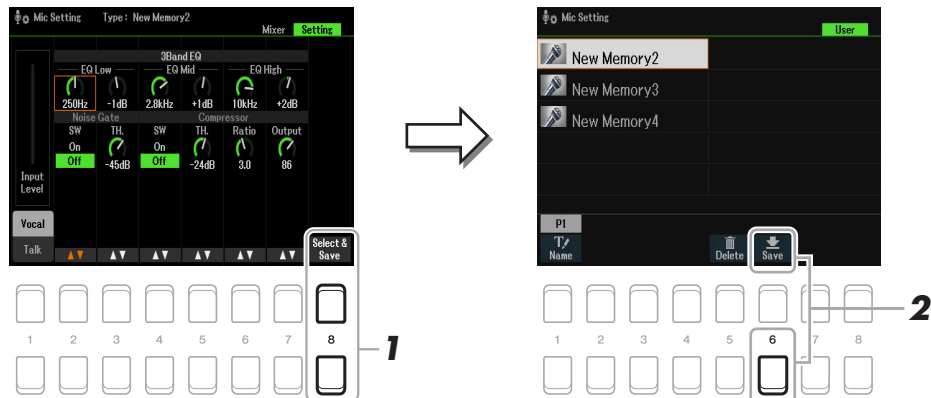 Mic Setting Type : New Memory2
Mixer Setting
3Band EQ
EQ Low EQ Mid EQ High
250Hz -1dB 2.8kHz +1dB 10kHz +2dB
Noise Gate Compressor
SW TH. SW TH. Ratio Output
On On
Off -45dB Off -24dB 3.0 86
Input
Level
Vocal
Talk
Select &
Save
1 2 3 4 5 6 7 8
1
Mic Setting
User
New Memory2
New Memory3
New Memory4
P1
Name Delete Save
1 2 3 4 5 6 7 8
2